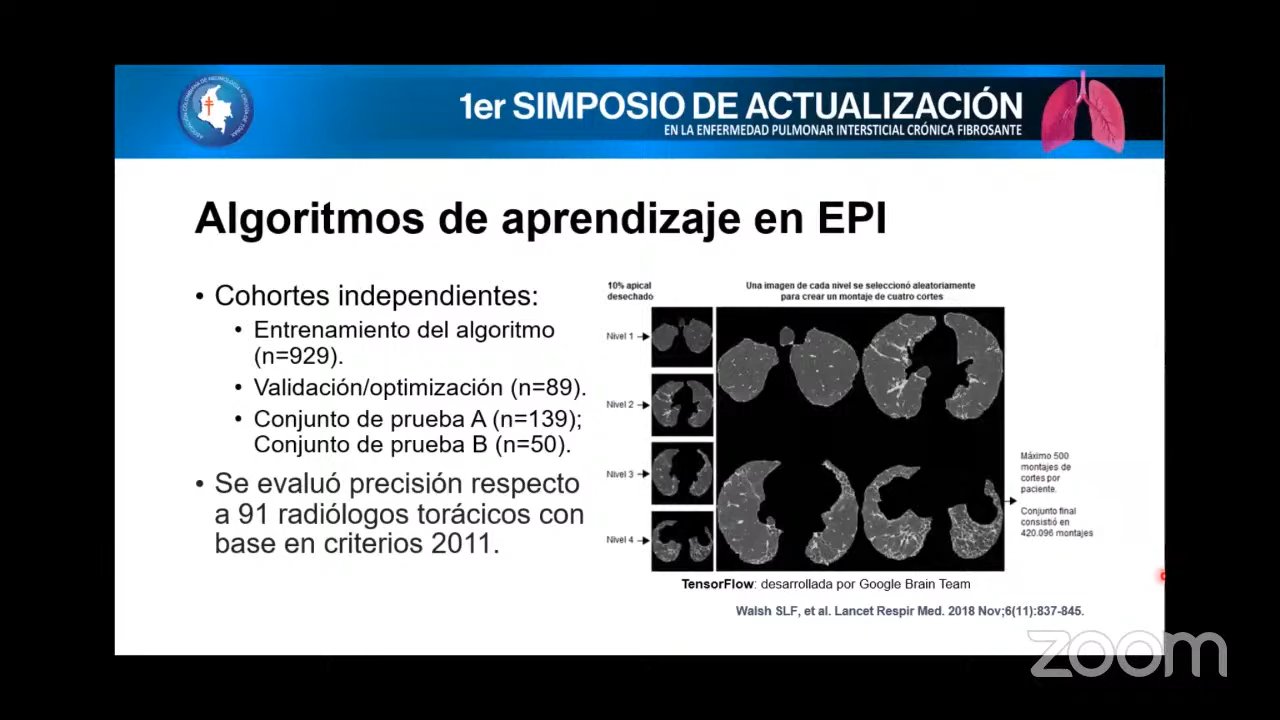 1er SIMPOSIO DE ACTUALIZACIÓN
EN LA ENFERMEDAD PULMONAR INTERSTICIAL CRÓNICA FIBROSANTE
Algoritmos de aprendizaje en EPI
• Cohortes independientes:
• Entrenamiento del algoritmo
(n=929).
• Validación/optimización (n=89).
• Conjunto de prueba A (n=139);
Conjunto de prueba B (n=50).
• Se evaluó precisión respecto
a 91 radiólogos torácicos con
base en criterios 2011.
10% apical
desechado
Una imagen de cada nivel se seleccionó aleatoriamente
para crear un montaje de cuatro cortes
Nivel 1
Nivel 2
Nivel 3
Nivel 4
Máximo 500
montajes de
cortes por
paciente.
Conjunto final
consistió en
420.096 montajes
TensorFlow: desarrollada por Google Brain Team
Walsh SLF, et al. Lancet Respir Med. 2018 Nov;6(11):837-845.
zoom